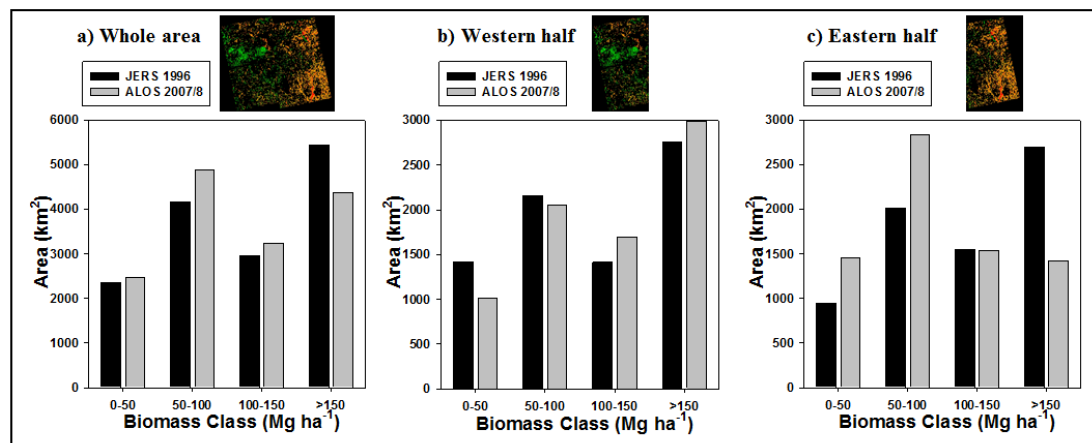 a) Whole area
JERS 1996
ALOS 2007/8
6000
5000
4000
3000
2000
1000
0
Area (km²)
0-50 50-100 100-150 >150
Biomass Class (Mg ha⁻¹)
b) Western half
JERS 1996
ALOS 2007/8
3000
2500
2000
1500
1000
500
0
Area (km²)
0-50 50-100 100-150 >150
Biomass Class (Mg ha⁻¹)
c) Eastern half
JERS 1996
ALOS 2007/8
3000
2500
2000
1500
1000
500
0
Area (km²)
0-50 50-100 100-150 >150
Biomass Class (Mg ha⁻¹)